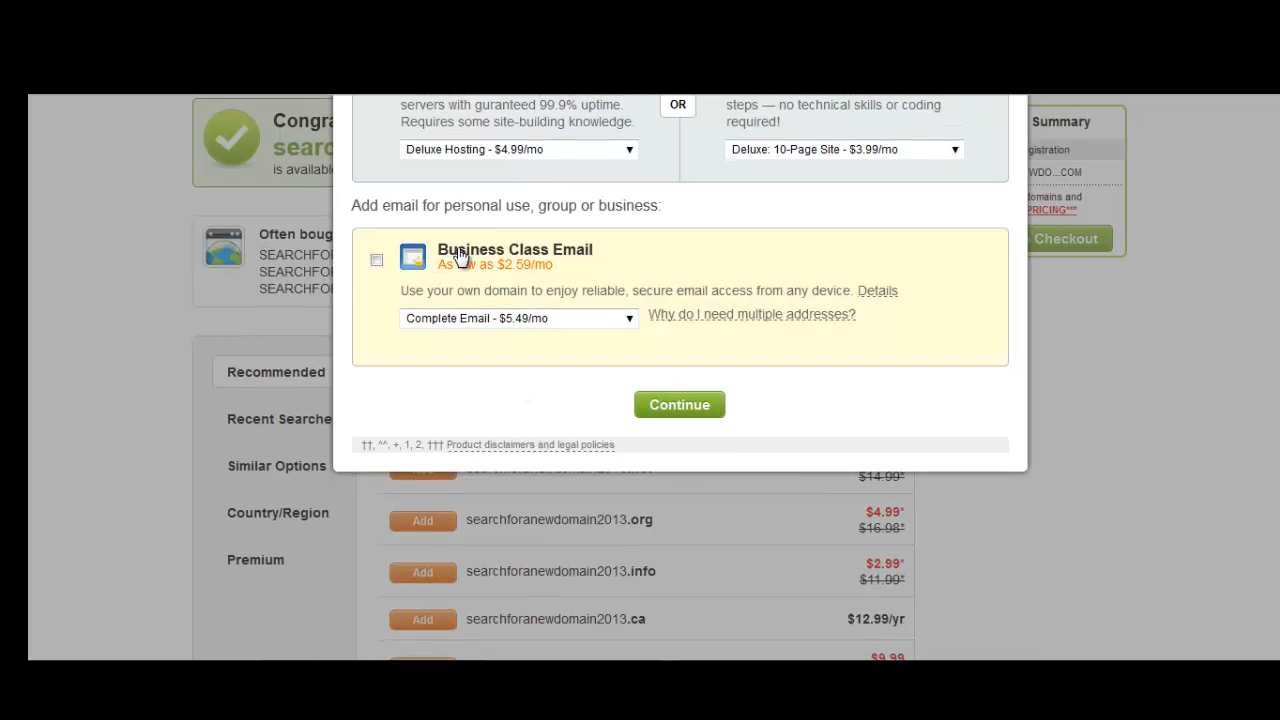 servers with guranteed 99.9% uptime.
Requires some site-building knowledge.
Deluxe Hosting - $4.99/mo
OR
steps — no technical skills or coding
required!
Deluxe: 10-Page Site - $3.99/mo
Add email for personal use, group or business:
Business Class Email
As low as $2.59/mo
Use your own domain to enjoy reliable, secure email access from any device. Details
Complete Email - $5.49/mo
Why do I need multiple addresses?
Continue
††, ^^, +, 1, 2, ††† Product disclaimers and legal policies
Congra
searc
is available
Often boug
SEARCHFOR
SEARCHFOR
SEARCHFOR
Summary
gistration
WDO...COM
omains and
PRICING***
Checkout
Recommended
Recent Searche
Similar Options
Country/Region
Premium
$14.99*
Add
searchforanewdomain2013.org
$4.99*
$16.98*
Add
searchforanewdomain2013.info
$2.99*
$11.99*
Add
searchforanewdomain2013.ca
$12.99/yr
$9.99